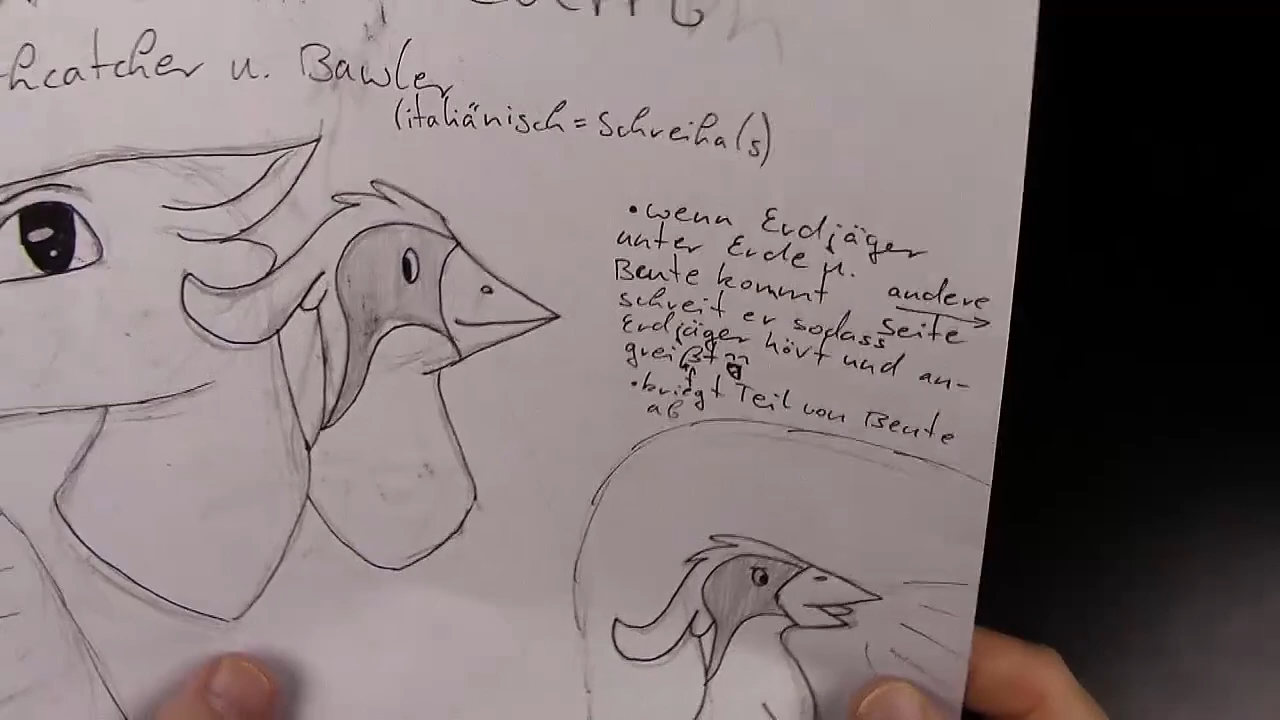 hcatcher u. Bawler
(italiänisch = Schreiha(s)
• wenn Erdjäger
unter Erde u.
Beute kommt
schreit er sodass
Erdjäger hört und an-
greift
• kriegt Teil von Beute
ab
andere
Seite